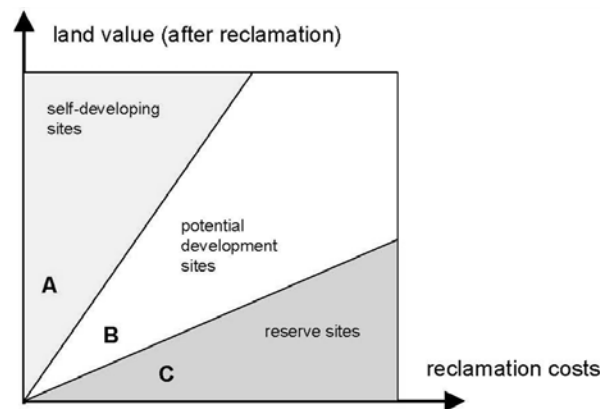 land value (after reclamation)
self-developing
sites
potential
development
sites
A
B
reserve sites
C
reclamation costs